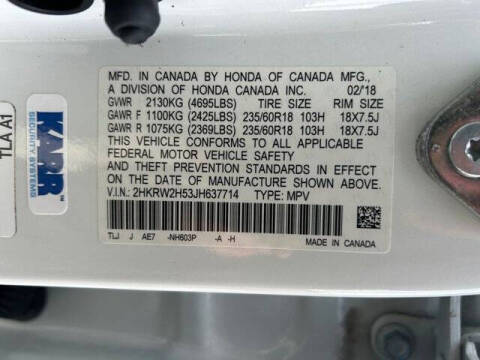 MFD. IN CANADA BY HONDA OF CANADA MFG.,
A DIVISION OF HONDA CANADA INC. 02/18
GVWR 2130KG (4695LBS) TIRE SIZE RIM SIZE
GAWR F 1100KG (2425LBS) 235/60R18 103H 18X7.5J
GAWR R 1075KG (2369LBS) 235/60R18 103H 18X7.5J
THIS VEHICLE CONFORMS TO ALL APPLICABLE
FEDERAL MOTOR VEHICLE SAFETY
AND THEFT PREVENTION STANDARDS IN EFFECT ON
THE DATE OF MANUFACTURE SHOWN ABOVE.
V.I.N.: 2HKRW2H53JH637714 TYPE: MPV
TLJ J AE7 -NH603P -A -H
MADE IN CANADA
TLA A1
KARR
SECURITY SYSTEMS